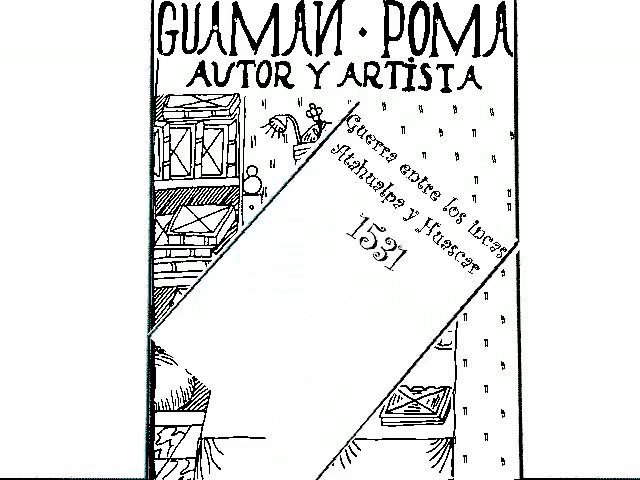 GUAMAN · POMA
AUTOR Y ARTISTA
Guerra entre los Incas
Atahualpa y Huascar
1531